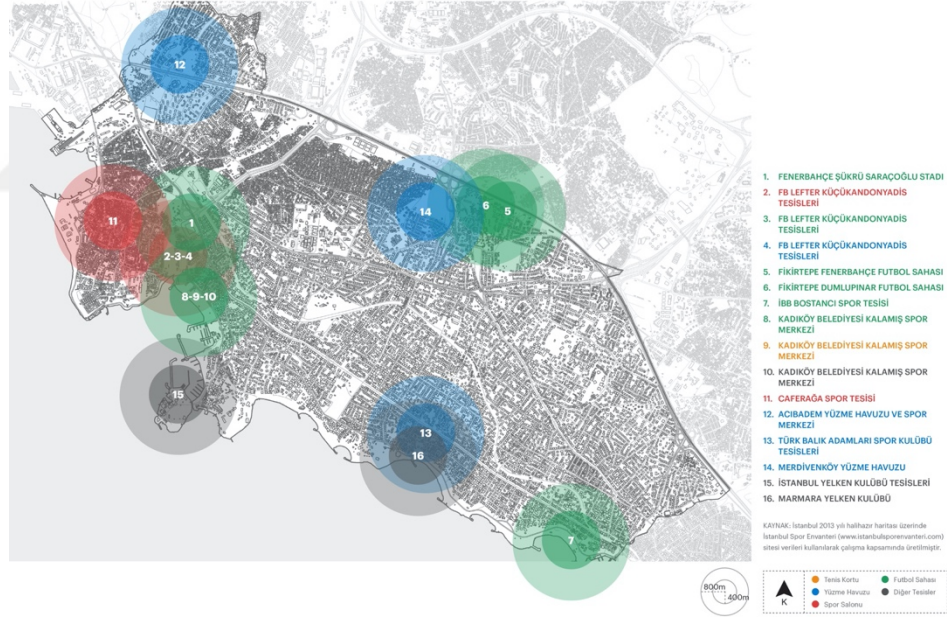 12
11
1
2-3-4
8-9-10
15
14
6
5
13
16
7
1. FENERBAHÇE ŞÜKRÜ SARAÇOĞLU STADI
2. FB LEFTER KÜÇÜKANDONYADİS
TESİSLERİ
3. FB LEFTER KÜÇÜKANDONYADİS
TESİSLERİ
4. FB LEFTER KÜÇÜKANDONYADİS
TESİSLERİ
5. FİKİRTEPE FENERBAHÇE FUTBOL SAHASI
6. FİKİRTEPE DUMLUPINAR FUTBOL SAHASI
7. İBB BOSTANCI SPOR TESİSİ
8. KADIKÖY BELEDİYESİ KALAMIŞ SPOR
MERKEZİ
9. KADIKÖY BELEDİYESİ KALAMIŞ SPOR
MERKEZİ
10. KADIKÖY BELEDİYESİ KALAMIŞ SPOR
MERKEZİ
11. CAFERAĞA SPOR TESİSİ
12. ACIBADEM YÜZME HAVUZU VE SPOR
MERKEZİ
13. TÜRK BALIK ADAMLARI SPOR KULÜBÜ
TESİSLERİ
14. MERDİVENKÖY YÜZME HAVUZU
15. İSTANBUL YELKEN KULÜBÜ TESİSLERİ
16. MARMARA YELKEN KULÜBÜ
KAYNAK: İstanbul 2013 yılı halihazır haritası üzerinde
İstanbul Spor Envanteri (www.istanbulsporenvanteri.com)
sitesi verileri kullanılarak çalışma kapsamında üretilmiştir.
800m
400m
K
Tenis Kortu
Futbol Sahası
Yüzme Havuzu
Diğer Tesisler
Spor Salonu